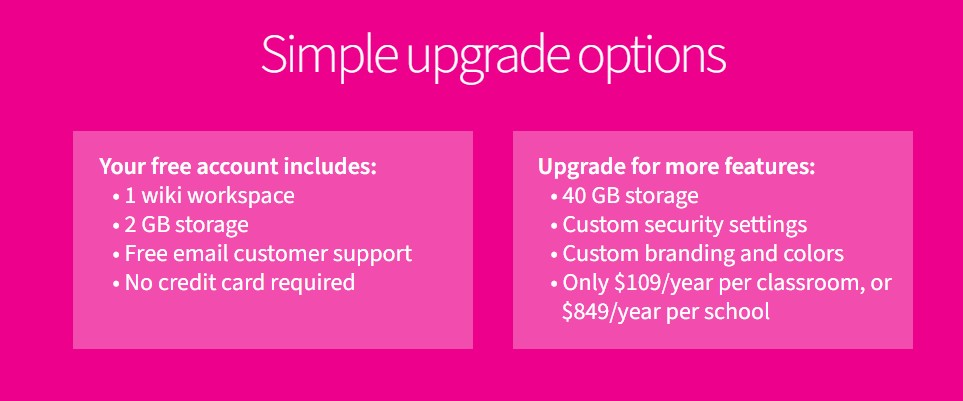 Simple upgrade options
Your free account includes:
• 1 wiki workspace
• 2 GB storage
• Free email customer support
• No credit card required
Upgrade for more features:
• 40 GB storage
• Custom security settings
• Custom branding and colors
• Only $109/year per classroom, or
$849/year per school